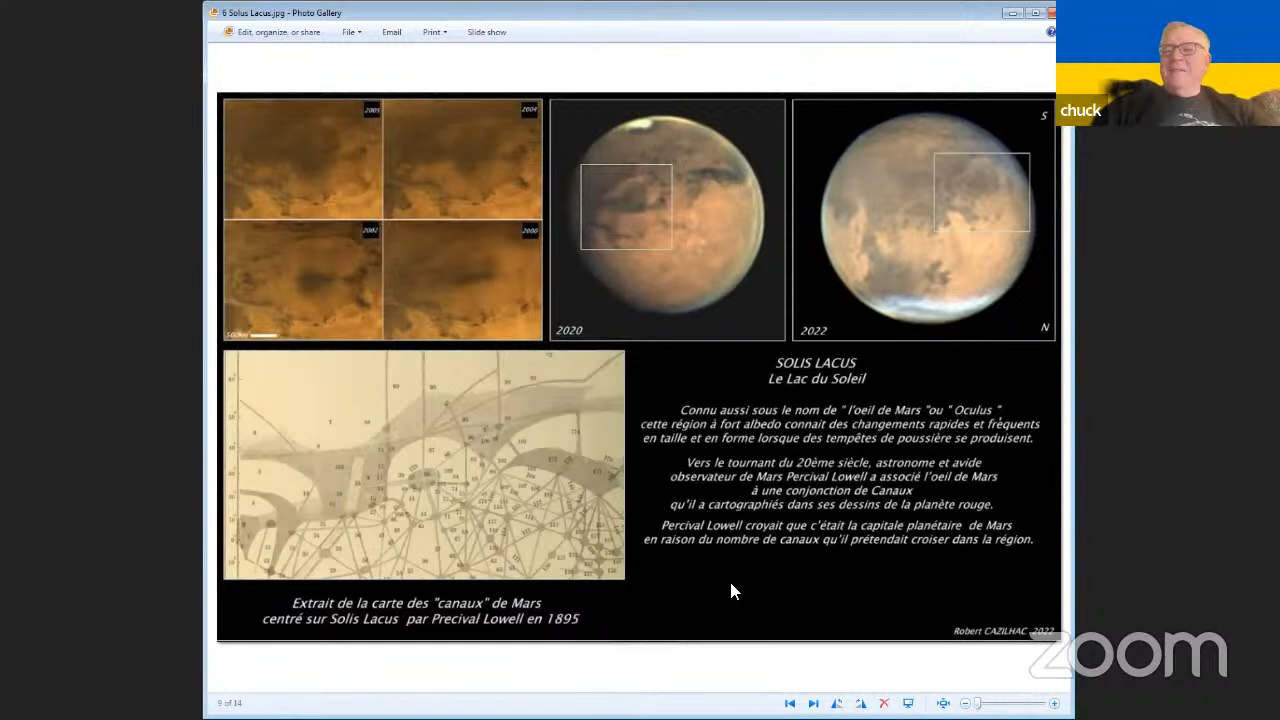 6 Solus Lacus.jpg - Photo Gallery
Edit, organize, or share File Email Print Slide show
chuck
2003 2004
2002 2000
500km
2020
S
2022 N
SOLIS LACUS
Le Lac du Soleil
Connu aussi sous le nom de " l'oeil de Mars "ou " Oculus ",
cette région à fort albedo connait des changements rapides et fréquents
en taille et en forme lorsque des tempêtes de poussière se produisent.
Vers le tournant du 20ème siècle, astronome et avide
observateur de Mars Percival Lowell a associé l'oeil de Mars
à une conjonction de Canaux
qu'il a cartographiés dans ses dessins de la planète rouge.
Percival Lowell croyait que c'était la capitale planétaire de Mars
en raison du nombre de canaux qu'il prétendait croiser dans la région.
Extrait de la carte des "canaux" de Mars
centré sur Solis Lacus par Precival Lowell en 1895
Robert CAZILHAC 2022
zoom
9 of 14